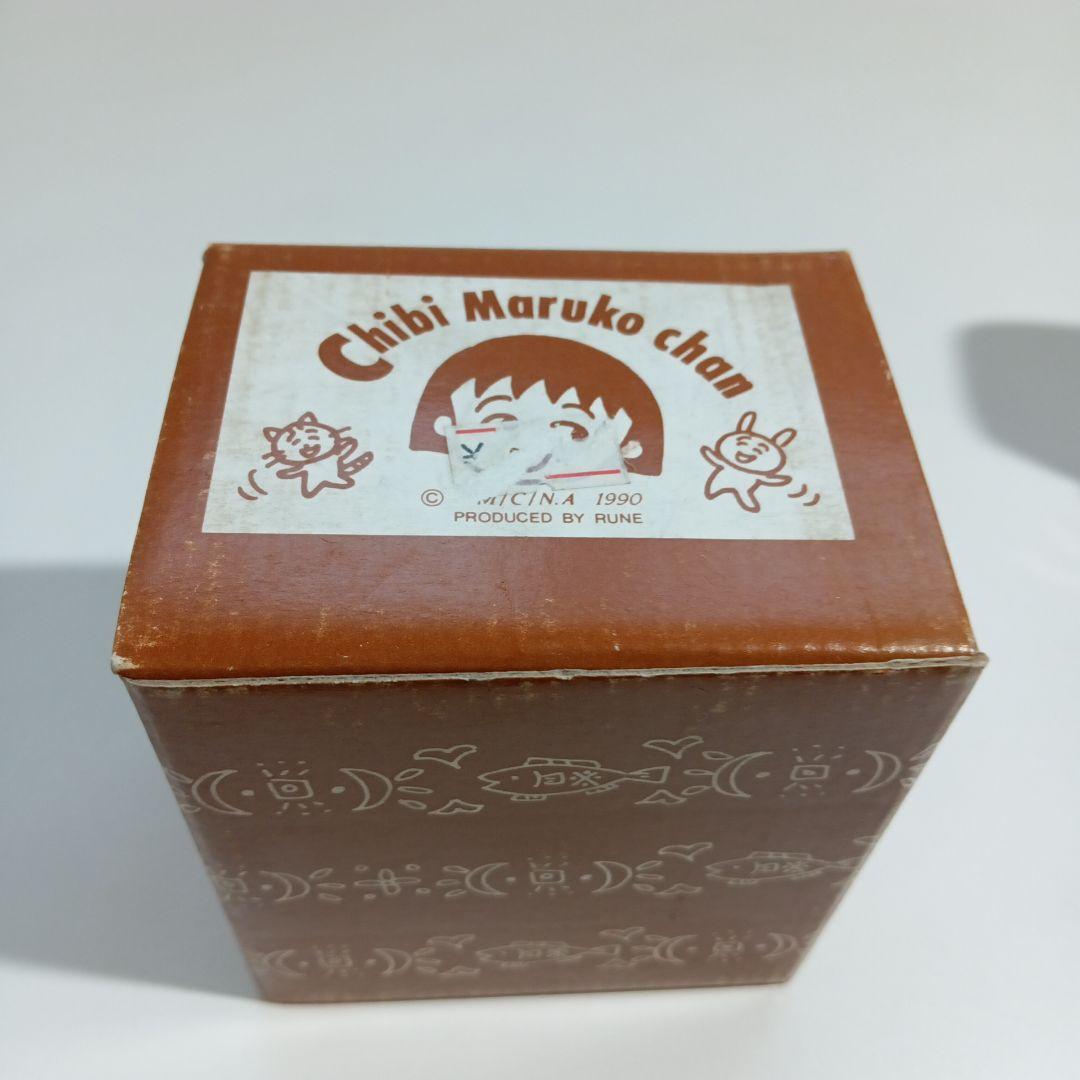 Chibi Maruko chan
¥
© M/C/N.A 1990
PRODUCED BY RUNE